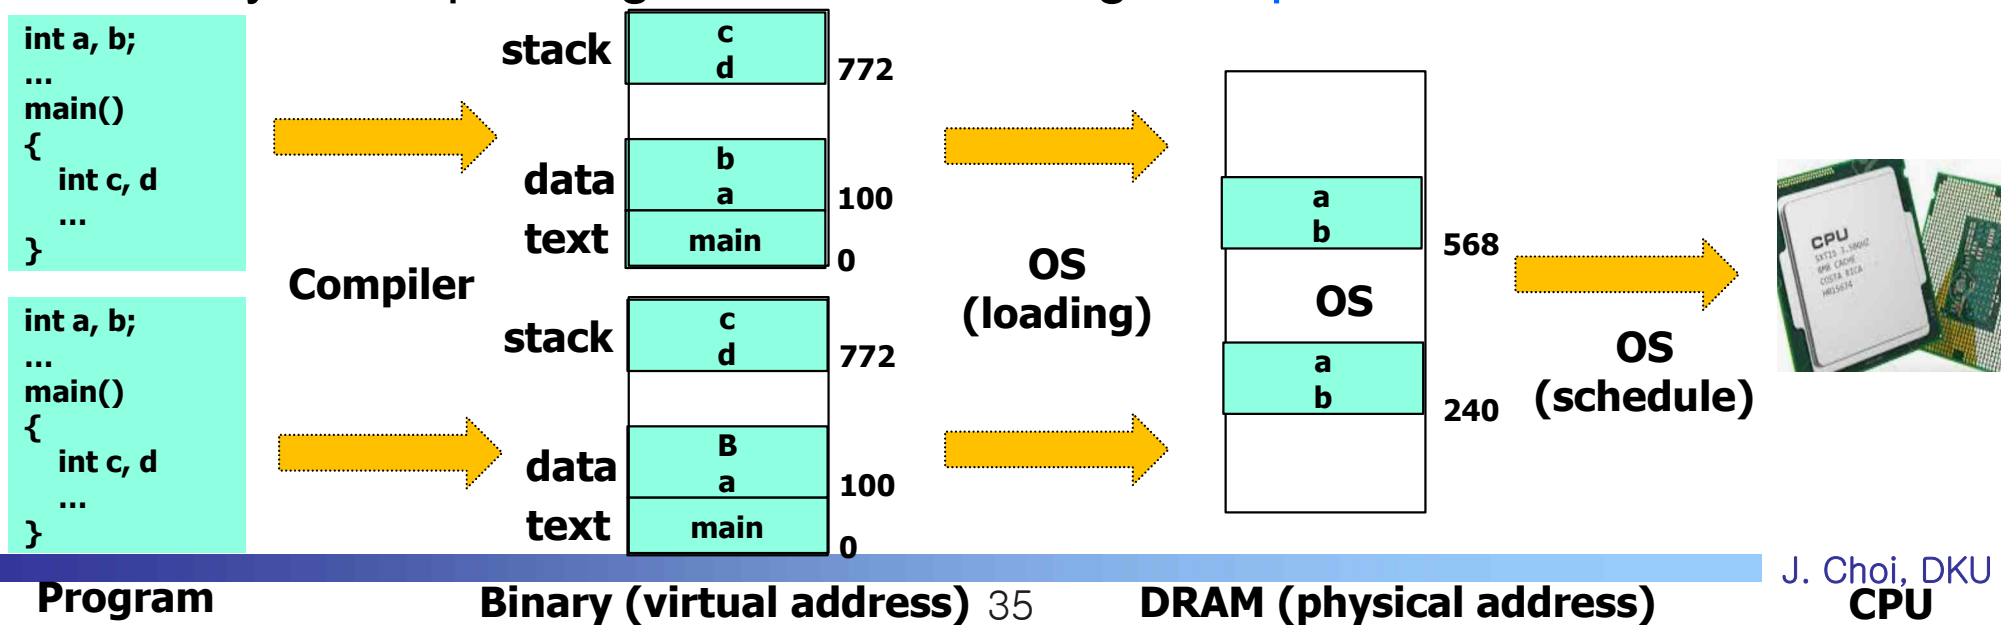 int a, b;
...
main()
{
int c, d
...
}
int a, b;
...
main()
{
int c, d
...
}
Program
Compiler
stack
c
d
772
data
b
a
100
text
main
0
stack
c
d
772
data
B
a
100
text
main
0
Binary (virtual address)
35
OS
(loading)
a
b
568
OS
a
b
240
DRAM (physical address)
OS
(schedule)
CPU
COSTA RICA
J. Choi, DKU
CPU